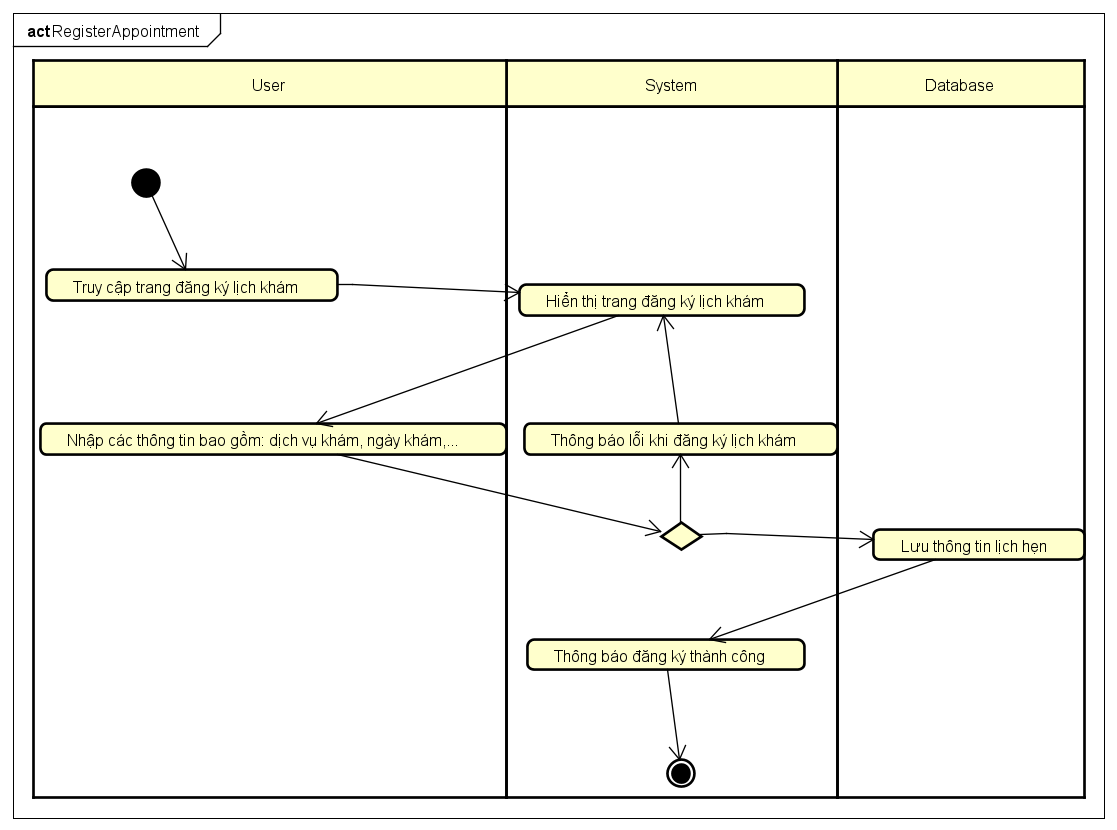 act RegisterAppointment
User
System
Database
Truy cập trang đăng ký lịch khám
Hiển thị trang đăng ký lịch khám
Nhập các thông tin bao gồm: dịch vụ khám, ngày khám,...
Thông báo lỗi khi đăng ký lịch khám
Lưu thông tin lịch hẹn
Thông báo đăng ký thành công